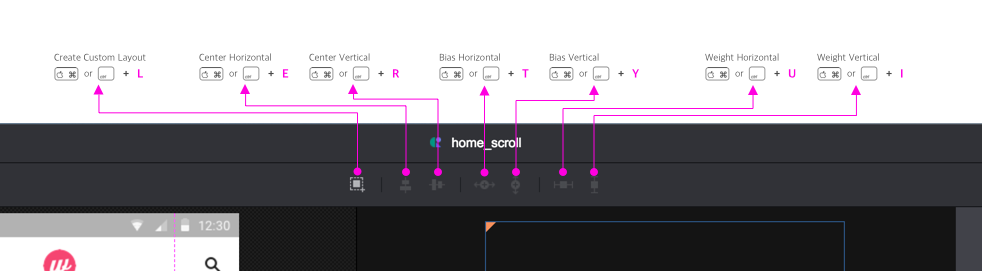 Create Custom Layout
Center Horizontal
Center Vertical
Bias Horizontal
Bias Vertical
Weight Horizontal
Weight Vertical
⌘ or ctrl + L
⌘ or ctrl + E
⌘ or ctrl + R
⌘ or ctrl + T
⌘ or ctrl + Y
⌘ or ctrl + U
⌘ or ctrl + I
home_scroll
12:30